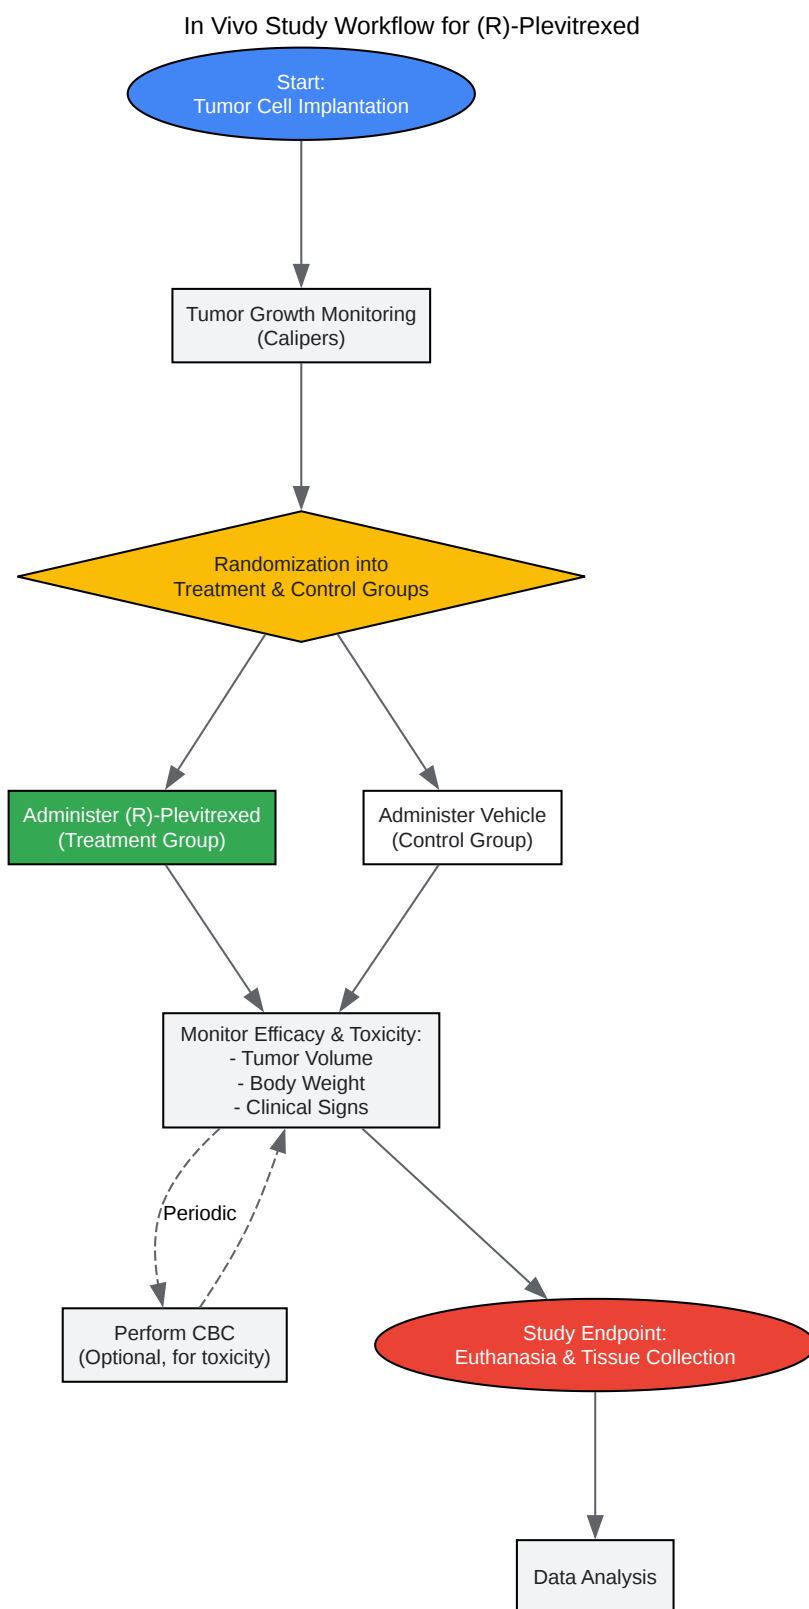 In Vivo Study Workflow for (R)-Plevitrexed
Start:
Tumor Cell Implantation
Tumor Growth Monitoring
(Calipers)
Randomization into
Treatment & Control Groups
Administer (R)-Plevitrexed
(Treatment Group)
Administer Vehicle
(Control Group)
Monitor Efficacy & Toxicity:
- Tumor Volume
- Body Weight
- Clinical Signs
Periodic
Perform CBC
(Optional, for toxicity)
Study Endpoint:
Euthanasia & Tissue Collection
Data Analysis